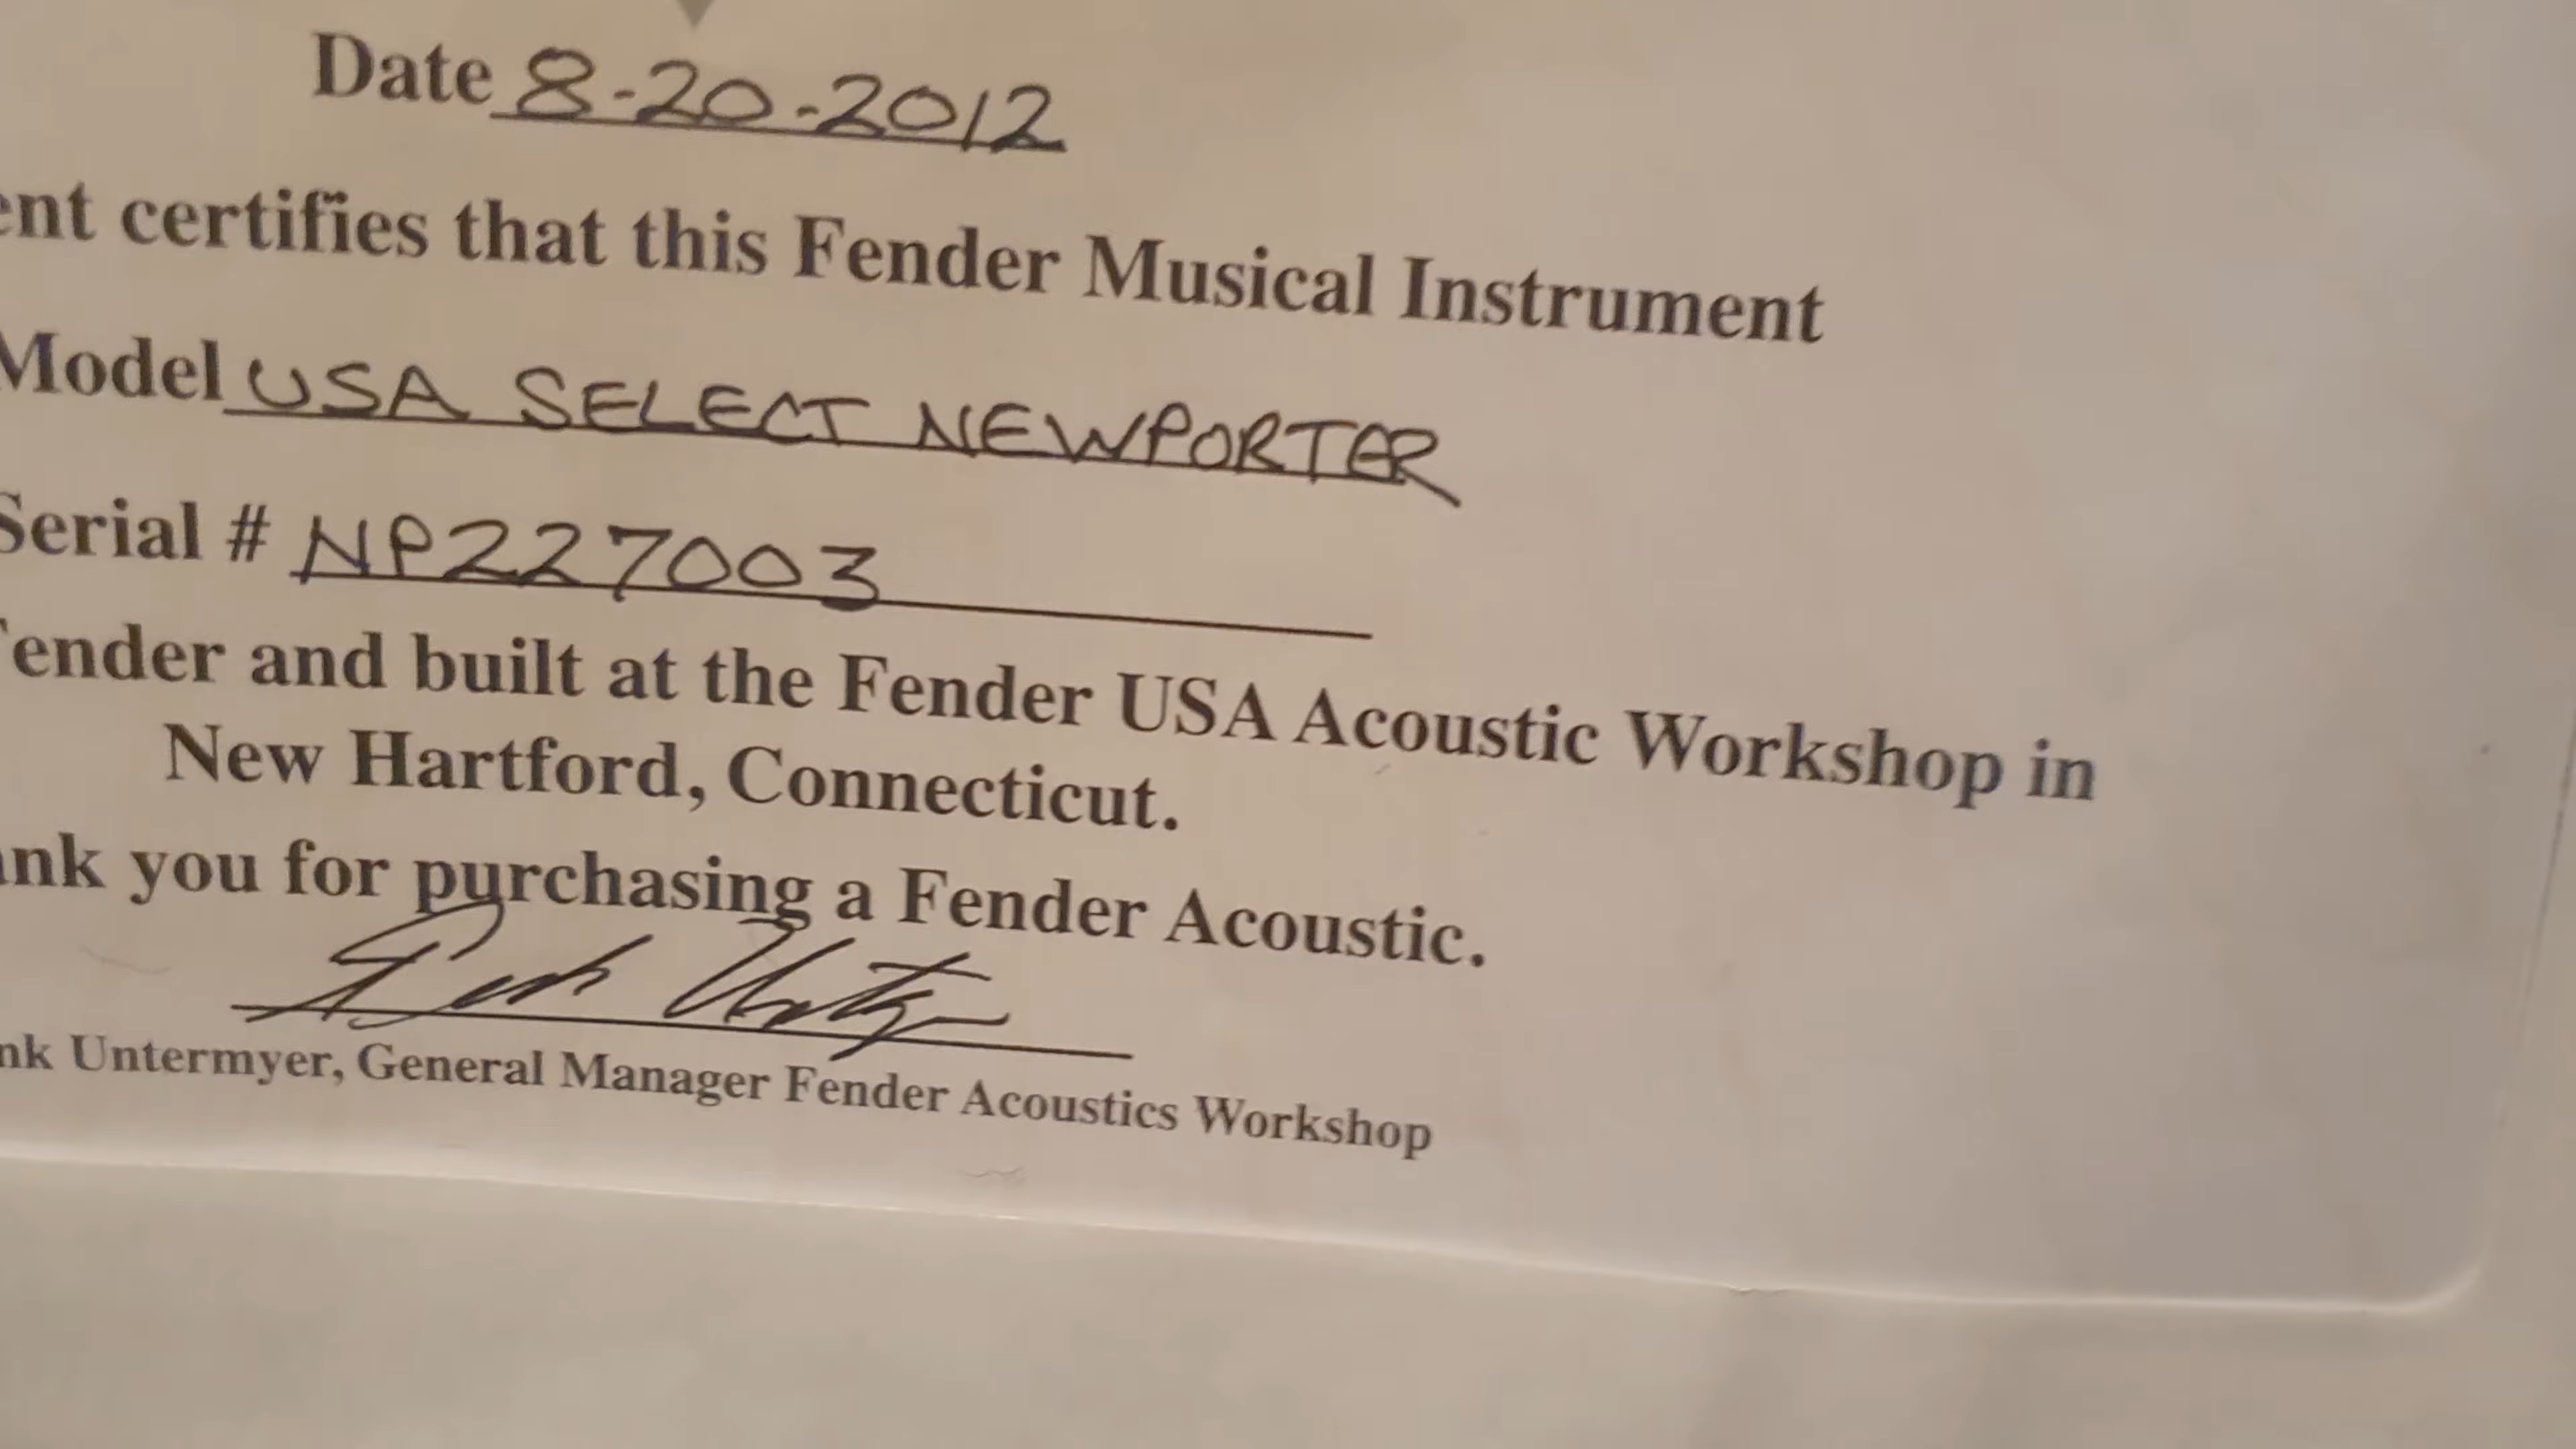 Date 8-20-2012
ent certifies that this Fender Musical Instrument
Model USA SELECT NEWPORTER
Serial # NP227003
ender and built at the Fender USA Acoustic Workshop in
New Hartford, Connecticut.
ank you for purchasing a Fender Acoustic.
nk Untermyer, General Manager Fender Acoustics Workshop